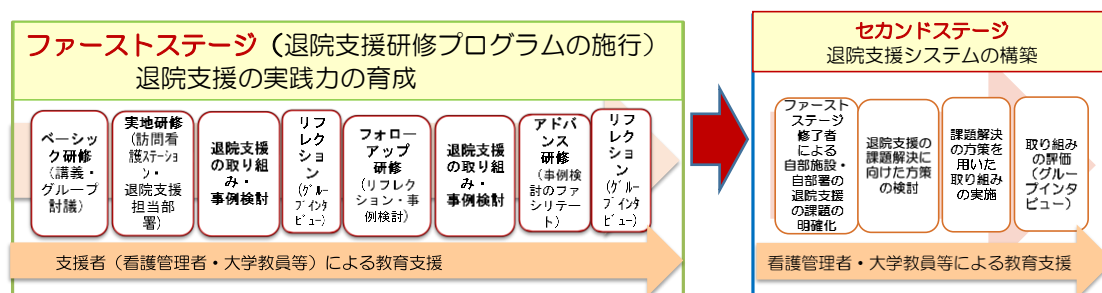 ファーストステージ（退院支援研修プログラムの施行）
退院支援の実践力の育成
ベーシッ
ク研修
（講義・
グループ
討議）
実地研修
（訪問看
護ステーショ
ン・
退院支援
担当部
署）
退院支援
の取り組
み・
事例検討
リフ
レク
ショ
ン
（グルー
プインタ
ビュー）
フォロー
アップ
研修
（リフレク
ション・事
例検討）
退院支援
の取り組
み・
事例検討
アドバ
ンス研
修（事例
検討のファ
シリテー
ト）
リフ
レク
ショ
ン
（グルー
プインタ
ビュー）
支援者（看護管理者・大学教員等）による教育支援
セカンドステージ
退院支援システムの構築
ファースト
ステージ
修了者
による
自部施設・
自部署の
退院支援
の課題の
明確化
退院支援の
課題解決に
向けた方策
の検討
課題解決
の方策を
用いた
取り組み
の実施
取り組み
の評価
（グルー
プインタ
ビュー）
看護管理者・大学教員等による教育支援